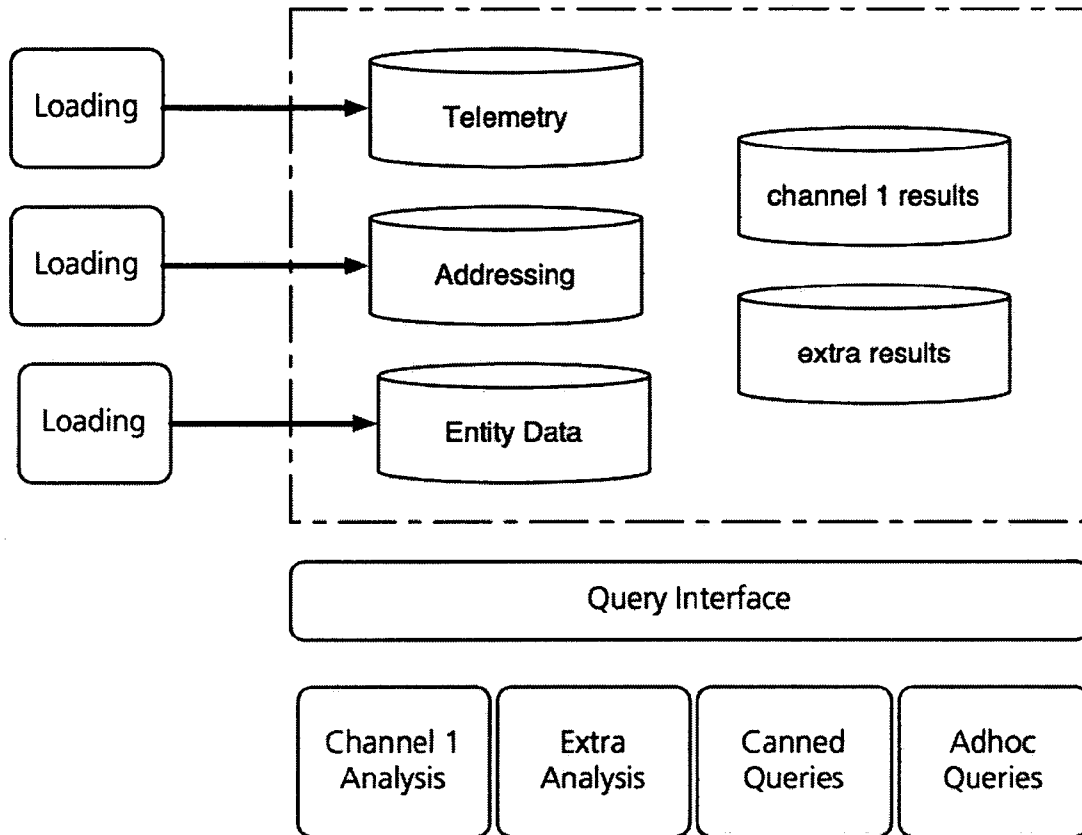 Loading
Telemetry
channel 1 results
Loading
Addressing
extra results
Loading
Entity Data
Query Interface
Channel 1
Analysis
Extra
Analysis
Canned
Queries
Adhoc
Queries